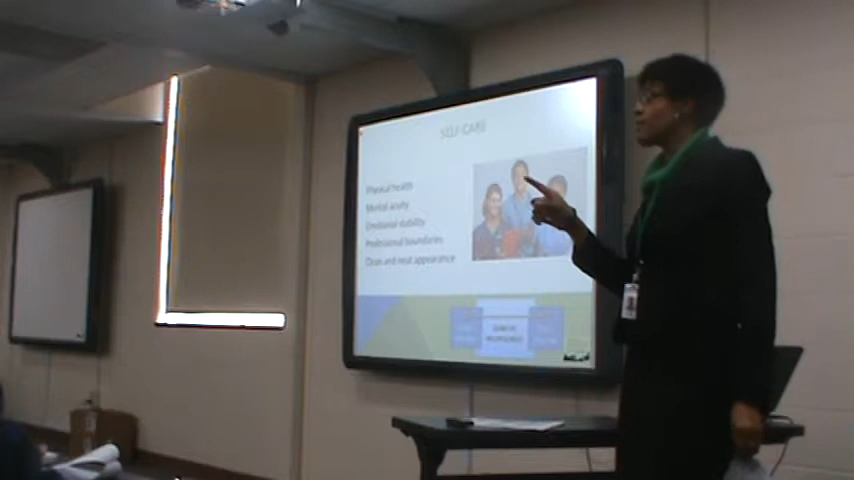 SELF CARE
Physical health
Mental acuity
Emotional stability
Professional boundaries
Clean and neat appearance